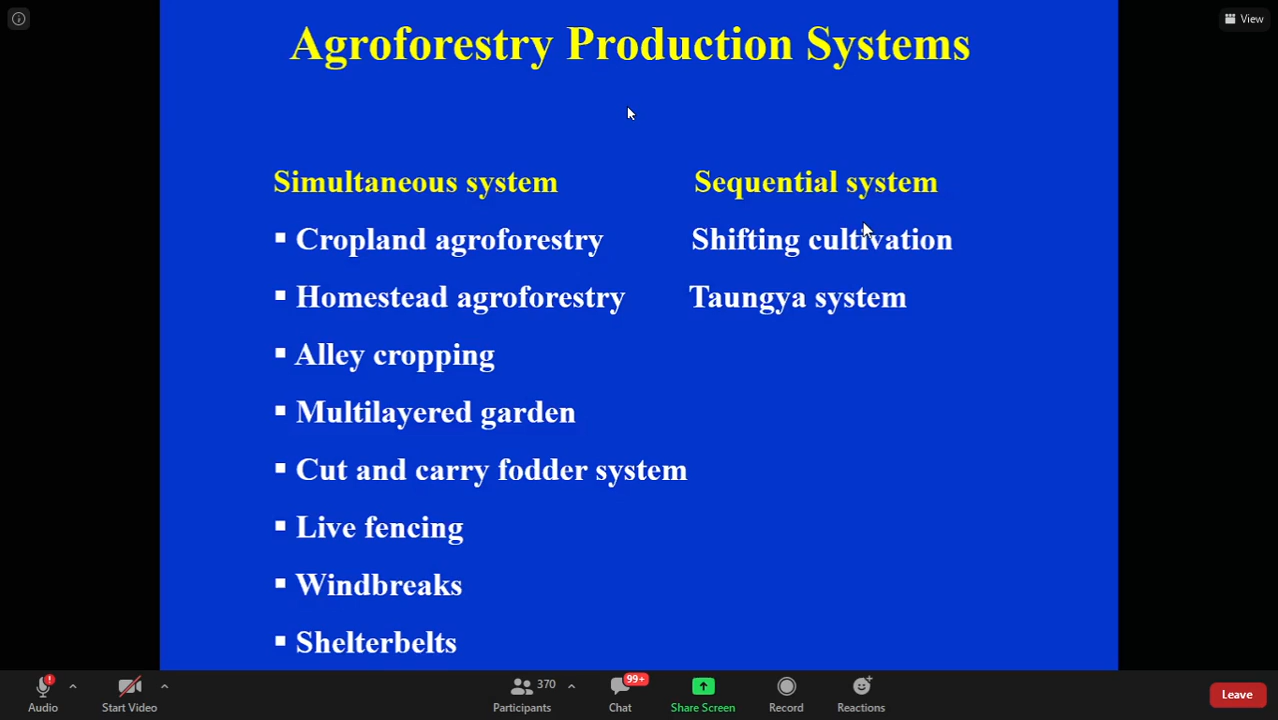 View
Agroforestry Production Systems
Simultaneous system
▪ Cropland agroforestry
▪ Homestead agroforestry
▪ Alley cropping
▪ Multilayered garden
▪ Cut and carry fodder system
▪ Live fencing
▪ Windbreaks
▪ Shelterbelts
Sequential system
Shifting cultivation
Taungya system
Audio
Start Video
370
Participants
99+
Chat
Share Screen
Record
Reactions
Leave